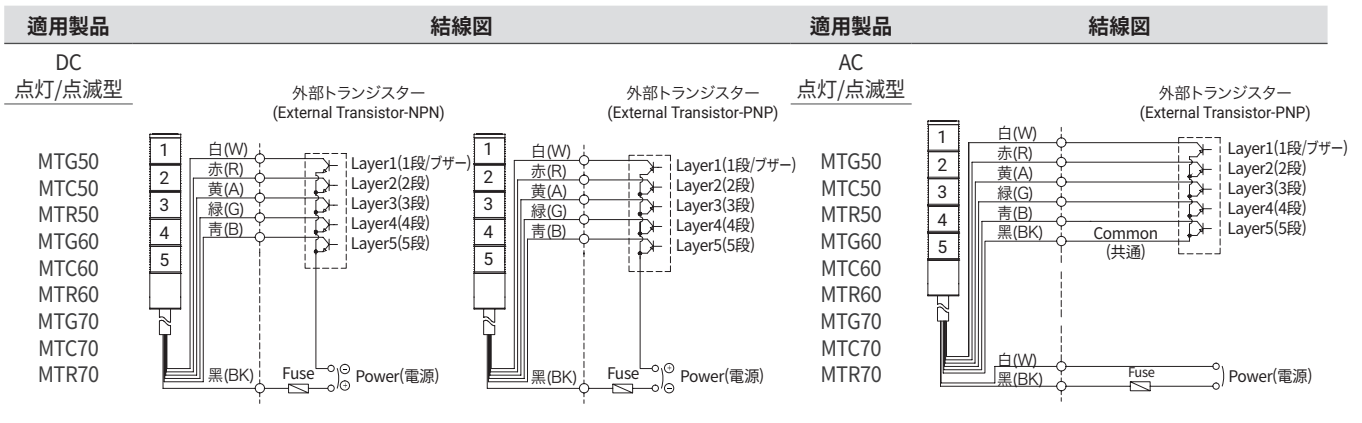 適用製品
結線図
適用製品
結線図
DC
点灯/点滅型
MTG50
MTC50
MTR50
MTG60
MTC60
MTR60
MTG70
MTC70
MTR70
外部トランジスター
(External Transistor-NPN)
1
2
3
4
5
白(W)
赤(R)
黄(A)
緑(G)
青(B)
Layer1(1段/ブザー)
Layer2(2段)
Layer3(3段)
Layer4(4段)
Layer5(5段)
黒(BK)
Fuse
⊖
⊕
Power(電源)
外部トランジスター
(External Transistor-PNP)
1
2
3
4
5
白(W)
赤(R)
黄(A)
緑(G)
青(B)
Layer1(1段/ブザー)
Layer2(2段)
Layer3(3段)
Layer4(4段)
Layer5(5段)
黒(BK)
Fuse
⊕
⊖
Power(電源)
AC
点灯/点滅型
MTG50
MTC50
MTR50
MTG60
MTC60
MTR60
MTG70
MTC70
MTR70
外部トランジスター
(External Transistor-PNP)
1
2
3
4
5
白(W)
赤(R)
黄(A)
緑(G)
青(B)
黒(BK)
Common
(共通)
Layer1(1段/ブザー)
Layer2(2段)
Layer3(3段)
Layer4(4段)
Layer5(5段)
白(W)
黒(BK)
Fuse
Power(電源)